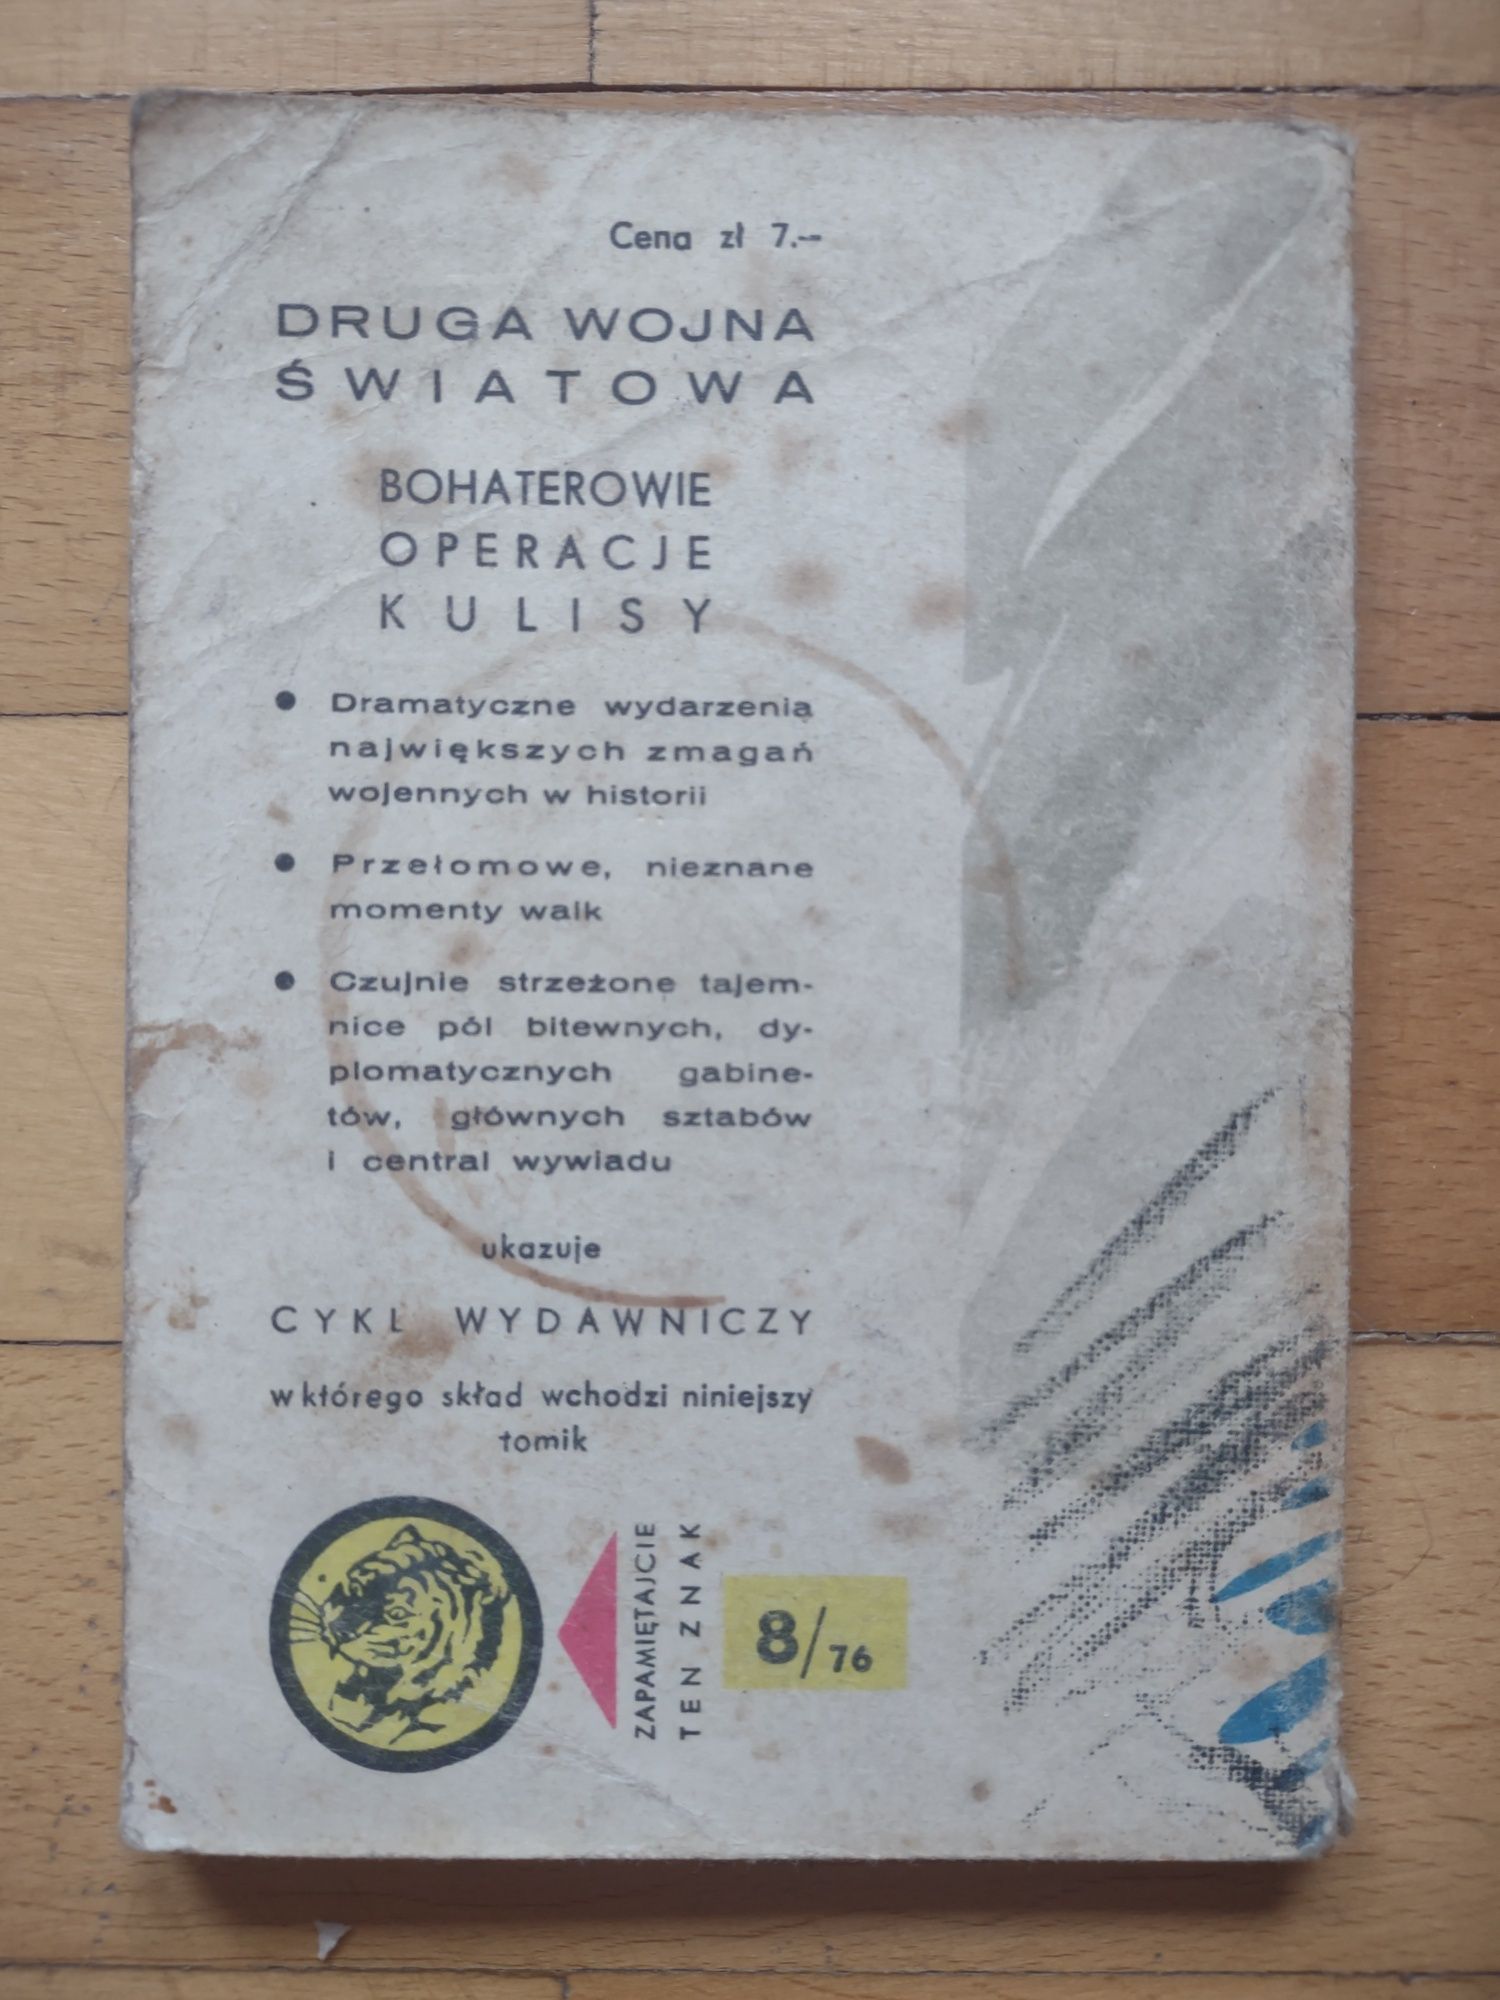 Cena zł 7.—
DRUGA WOJNA
ŚWIATOWA
BOHATEROWIE
OPERACJE
KULISY
● Dramatyczne wydarzenia
największych zmagań
wojennych w historii
● Przełomowe, nieznane
momenty walk
● Czujnie strzeżone tajem-
nice pól bitewnych, dy-
plomatycznych gabine-
tów, głównych sztabów
i central wywiadu
ukazuje
CYKL WYDAWNICZY
w którego skład wchodzi niniejszy
tomik
ZAPAMIĘTAJCIE
TEN ZNAK
8/76